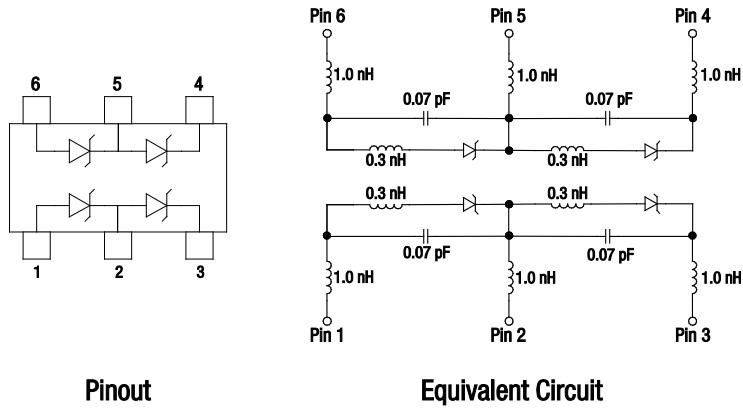 Pin 6 Pin 5 Pin 4
1.0 nH 1.0 nH 1.0 nH
6 5 4
0.07 pF 0.07 pF
0.3 nH 0.3 nH
0.3 nH 0.3 nH
0.07 pF 0.07 pF
1 2 3
1.0 nH 1.0 nH 1.0 nH
Pin 1 Pin 2 Pin 3
Pinout Equivalent Circuit